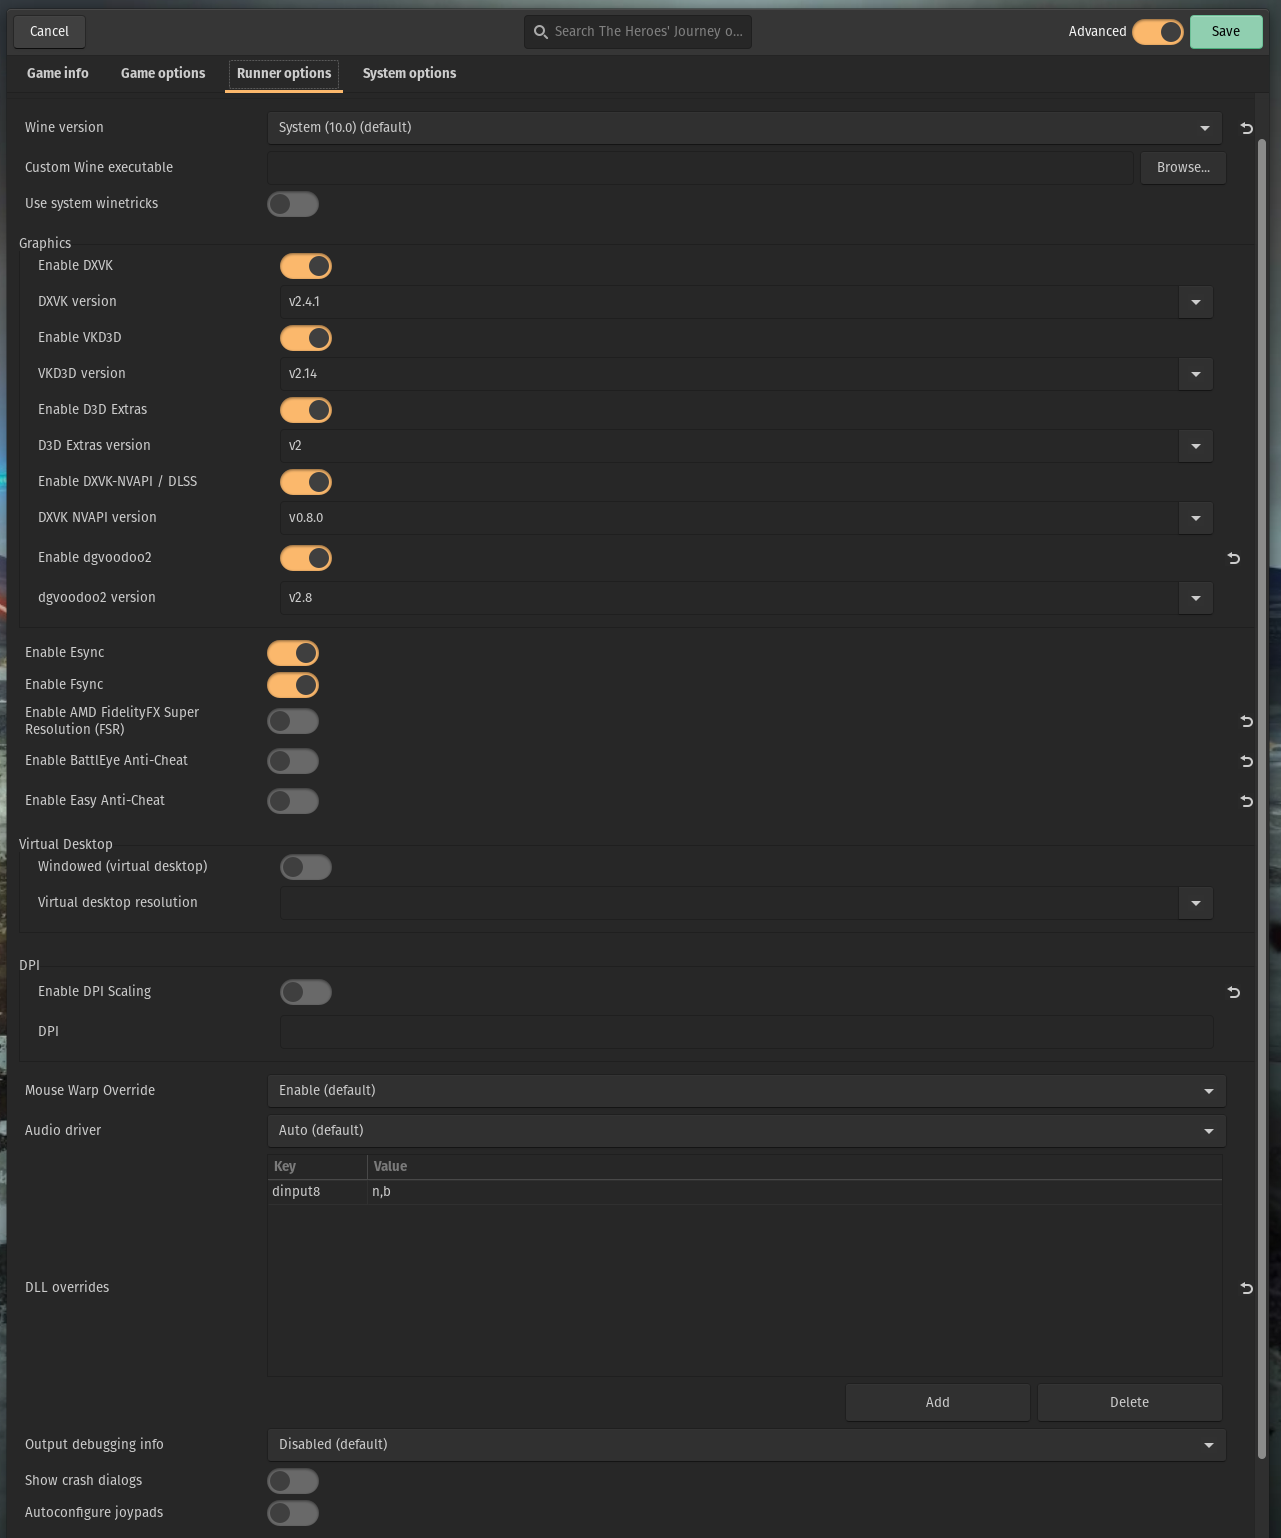 Cancel
Search The Heroes' Journey o...
Advanced
Save
Game info
Game options
Runner options
System options
Wine version
System (10.0) (default)
Custom Wine executable
Browse...
Use system winetricks
Graphics
Enable DXVK
DXVK version
v2.4.1
Enable VKD3D
VKD3D version
v2.14
Enable D3D Extras
D3D Extras version
v2
Enable DXVK-NVAPI / DLSS
DXVK NVAPI version
v0.8.0
Enable dgvoodoo2
dgvoodoo2 version
v2.8
Enable Esync
Enable Fsync
Enable AMD FidelityFX Super
Resolution (FSR)
Enable BattlEye Anti-Cheat
Enable Easy Anti-Cheat
Virtual Desktop
Windowed (virtual desktop)
Virtual desktop resolution
DPI
Enable DPI Scaling
DPI
Mouse Warp Override
Enable (default)
Audio driver
Auto (default)
Key
Value
dinput8
n,b
DLL overrides
Add
Delete
Output debugging info
Disabled (default)
Show crash dialogs
Autoconfigure joypads